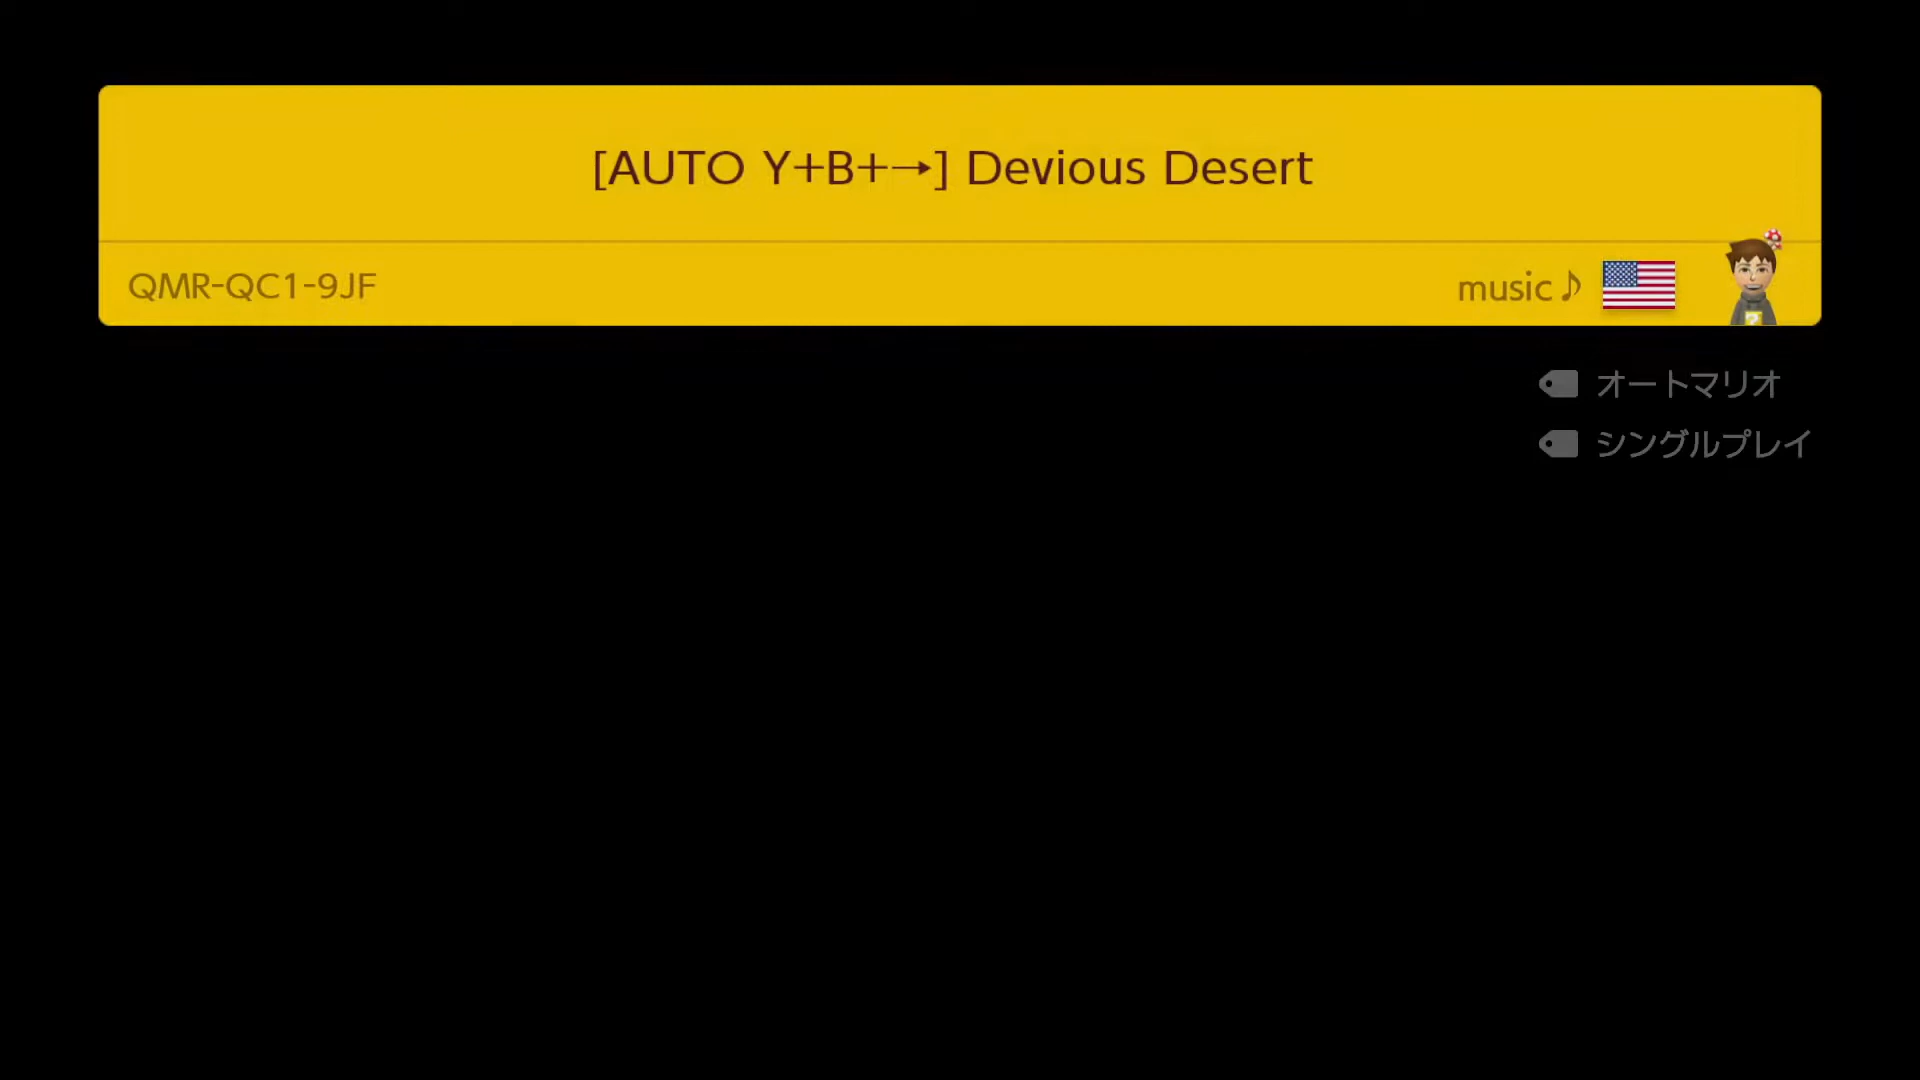 [AUTO Y+B+→] Devious Desert
QMR-QC1-9JF
music♪
オートマリオ
シングルプレイ